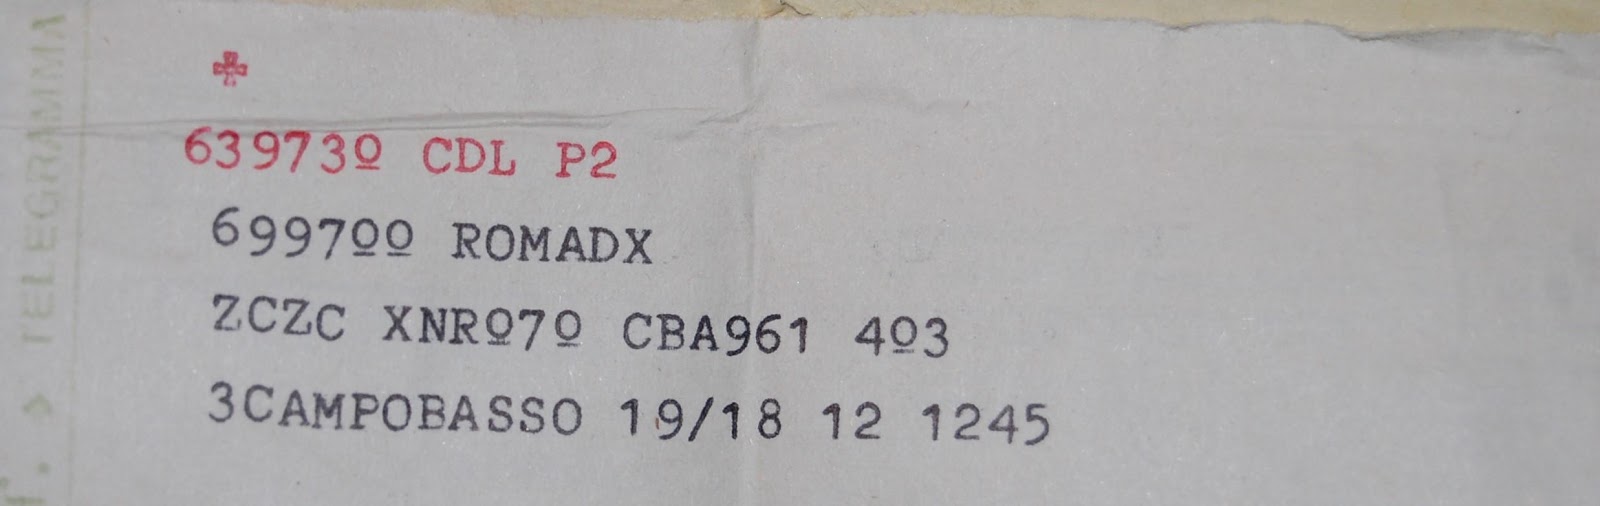 ✠
639730 CDL P2
699700 ROMADX
ZCZC XNR070 CBA961 403
3CAMPOBASSO 19/18 12 1245
TELEGRAMMA